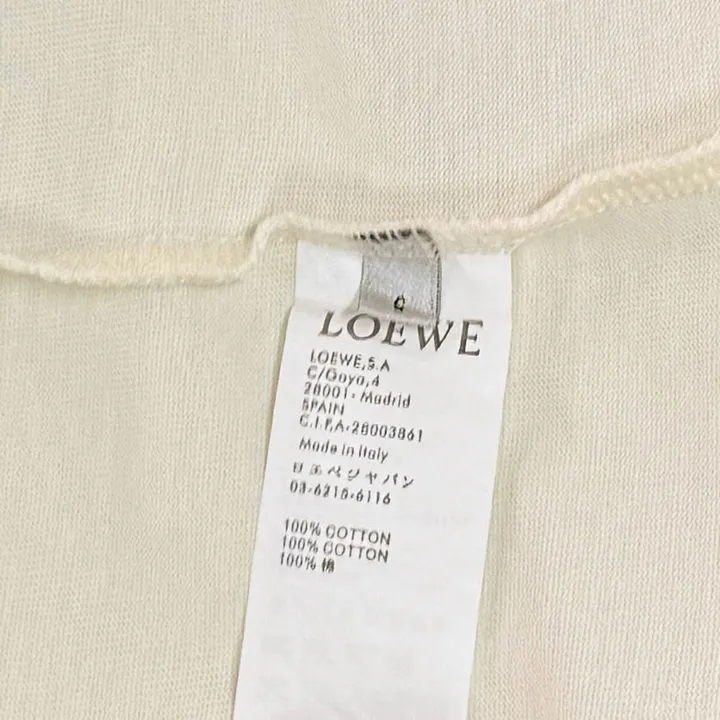 LOEWE
LOEWE,S.A
C/Goya,4
28001-Madrid
SPAIN
C.I.F.A-28003861
Made in Italy
ロエベジャパン
03-6215-6116
100% COTTON
100% COTTON
100% 棉